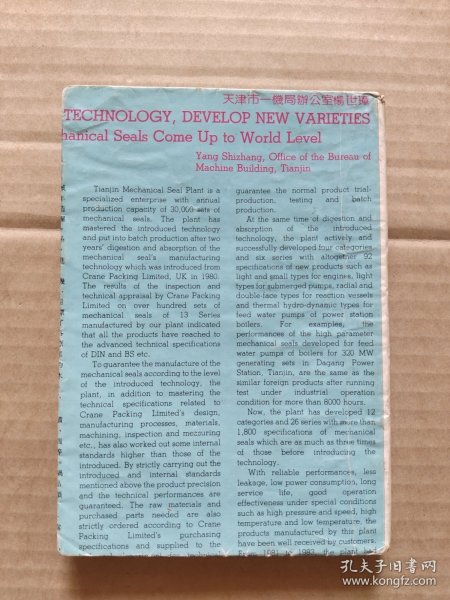 天津市一機局辦公室楊世璋
TECHNOLOGY, DEVELOP NEW VARIETIES
hanical Seals Come Up to World Level
Yang Shizhang, Office of the Bureau of
Machine Building, Tianjin
Tianjin Mechanical Seal Plant is a
specialized enterprise with annual
production capacity of 30,000 sets of
mechanical seals. The plant has
mastered the introduced technology
and put into batch production after two
years' digestion and absorption of the
mechanical seal's manufacturing
technology which was introduced from
Crane Packing Limited, UK in 1980.
The results of the inspection and
technical appraisal by Crane Packing
Limited on over hundred sets of
mechanical seals of 13 Series
manufactured by our plant indicated
that all the products have reached to
the advanced technical specifications
of DIN and BS etc.
To guarantee the manufacture of the
mechanical seals according to the level
of the introduced technology, the
plant, in addition to mastering the
technical specifications related to
Crane Packing Limited's design,
manufacturing processes, materials,
machining, inspection and mezzuring
etc., has also worked out some internal
standards higher than those of the
introduced. By strictly carrying out the
introduced and internal standards
mentioned above the product precision
and the technical performances are
guaranteed. The raw materials and
purchased parts needed are also
strictly ordered according to Crane
Packing Limited's purchasing
specifications and supplied to the
guarantee the normal product trial-
production, testing and batch
production.
At the same time of digestion and
absorption of the introduced
technology, the plant actively and
successfully developed four categories
and six series with altogether 92
specifications of new products such as
light and small types for engines, light
types for submerged pumps, radial and
double-face types for reaction vessels
and thermal hydro-dynamic types for
feed water pumps of power station
boilers. For examples, the
performances of the high parameter
mechanical seals developed for feed
water pumps of boilers for 320 MW
generating sets in Dagang Power
Station, Tianjin, are the same as the
similar foreign products after running
test under industrial operation
condition for more than 6000 hours.
Now, the plant has developed 12
categories and 26 series with more than
1,800 specifications of mechanical
seals which are as much as three times
of those before introducing the
technology.
With reliable performances, less
leakage, low power consumption, long
service life, good operation
effectiveness under special conditions
such as high pressure and speed, high
temperature and low temperature, the
products manufactured by this plant
have been well received by customers.
From 1981 to 1983, the plant had
孔夫子旧书网
www.kongfz.com